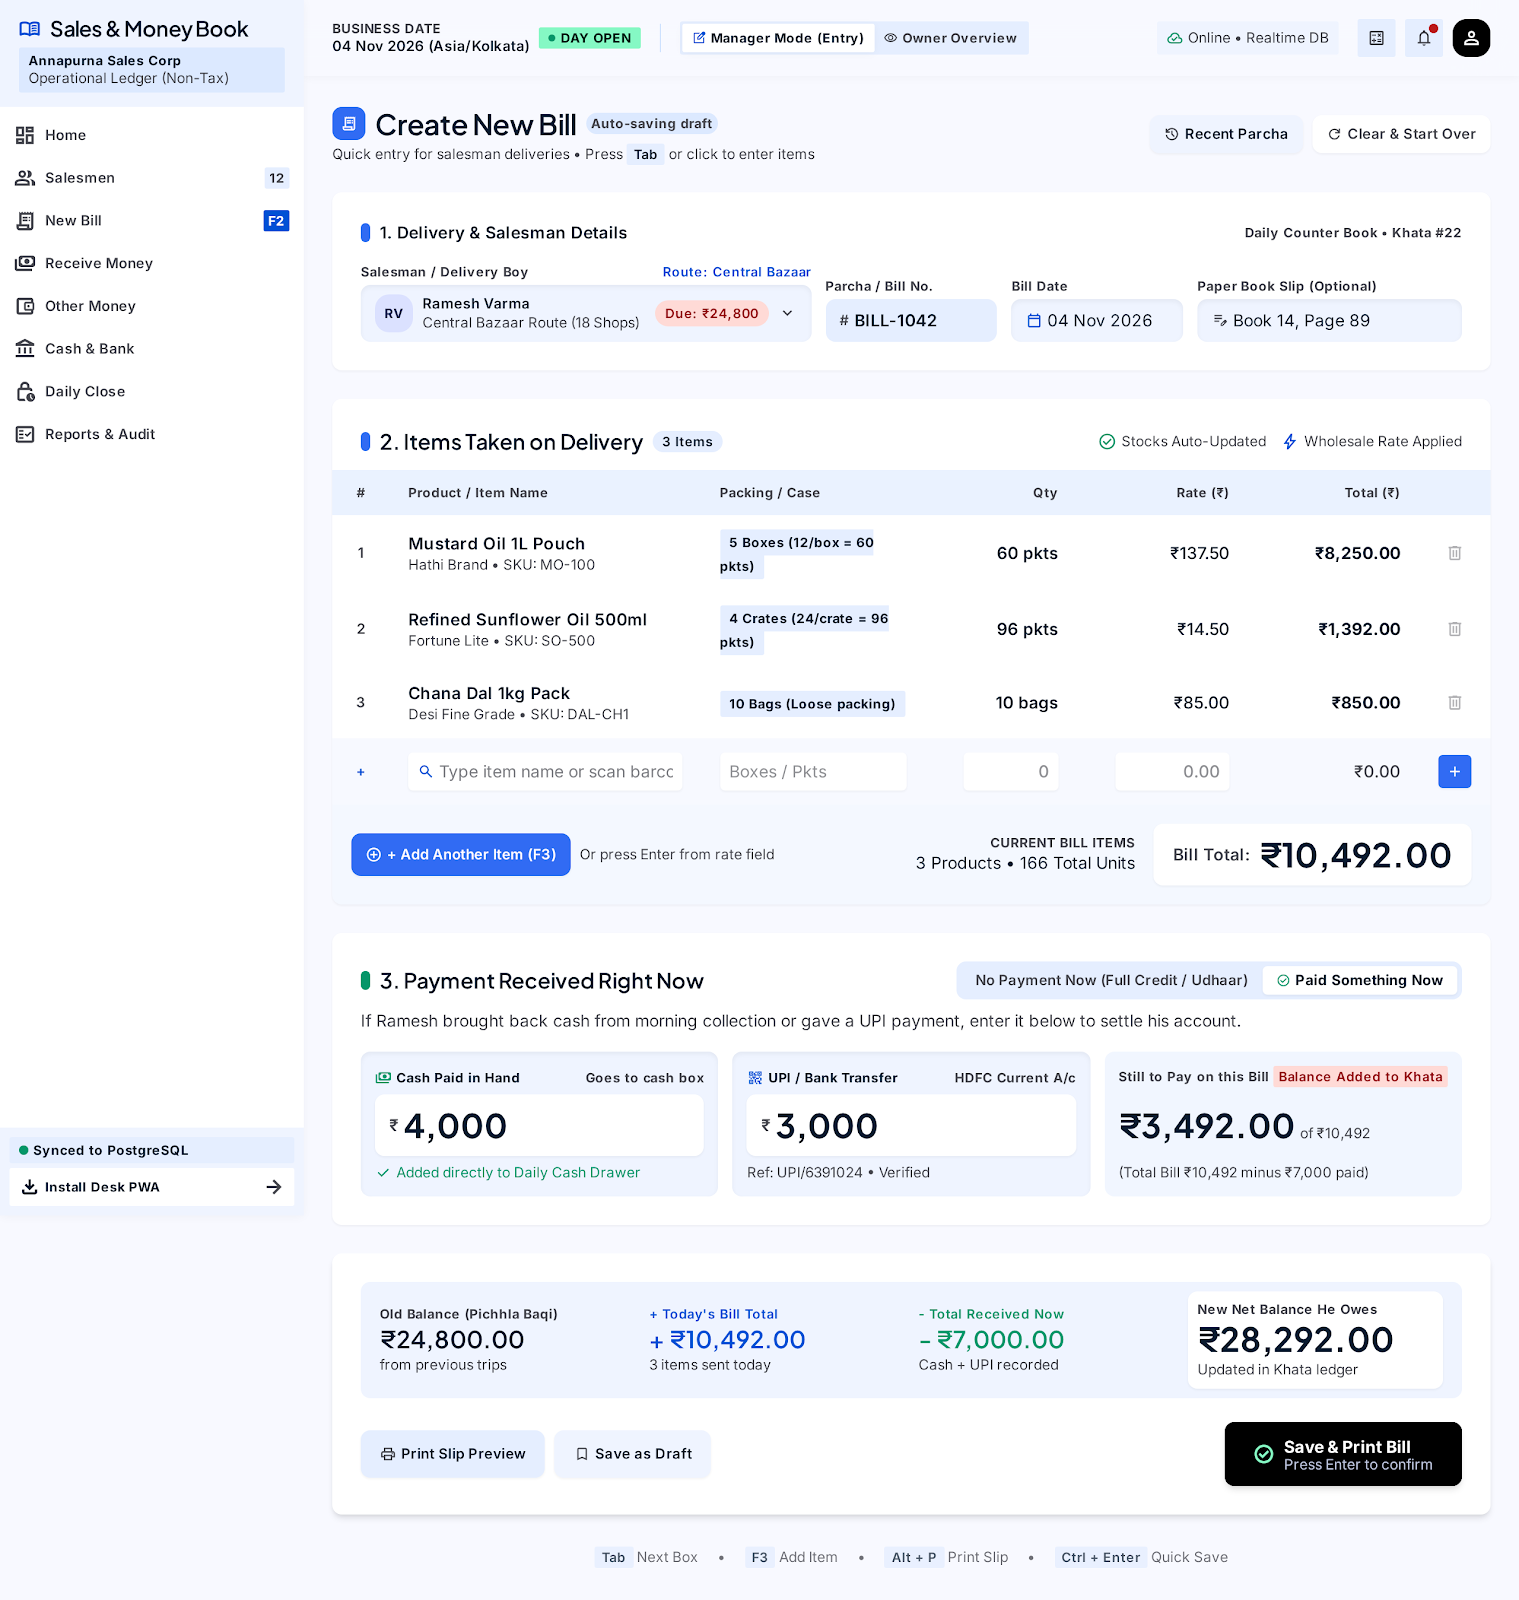 Sales & Money Book
Annapurna Sales Corp
Operational Ledger (Non-Tax)
Home
Salesmen 12
New Bill F2
Receive Money
Other Money
Cash & Bank
Daily Close
Reports & Audit
Synced to PostgreSQL
Install Desk PWA
BUSINESS DATE
04 Nov 2026 (Asia/Kolkata)
DAY OPEN
Manager Mode (Entry)
Owner Overview
Online • Realtime DB
Create New Bill
Auto-saving draft
Quick entry for salesman deliveries • Press Tab or click to enter items
Recent Parcha
Clear & Start Over
1. Delivery & Salesman Details
Daily Counter Book • Khata #22
Salesman / Delivery Boy
Route: Central Bazaar
RV
Ramesh Varma
Central Bazaar Route (18 Shops)
Due: ₹24,800
Parcha / Bill No.
# BILL-1042
Bill Date
04 Nov 2026
Paper Book Slip (Optional)
Book 14, Page 89
2. Items Taken on Delivery
3 Items
Stocks Auto-Updated
Wholesale Rate Applied
# Product / Item Name Packing / Case Qty Rate (₹) Total (₹)
1 Mustard Oil 1L Pouch
Hathi Brand • SKU: MO-100
5 Boxes (12/box = 60
pkts)
60 pkts ₹137.50 ₹8,250.00
2 Refined Sunflower Oil 500ml
Fortune Lite • SKU: SO-500
4 Crates (24/crate = 96
pkts)
96 pkts ₹14.50 ₹1,392.00
3 Chana Dal 1kg Pack
Desi Fine Grade • SKU: DAL-CH1
10 Bags (Loose packing)
10 bags ₹85.00 ₹850.00
+ Type item name or scan barcc Boxes / Pkts 0 0.00 ₹0.00 +
+ Add Another Item (F3)
Or press Enter from rate field
CURRENT BILL ITEMS
3 Products • 166 Total Units
Bill Total: ₹10,492.00
3. Payment Received Right Now
No Payment Now (Full Credit / Udhaar)
Paid Something Now
If Ramesh brought back cash from morning collection or gave a UPI payment, enter it below to settle his account.
Cash Paid in Hand
Goes to cash box
₹ 4,000
Added directly to Daily Cash Drawer
UPI / Bank Transfer
HDFC Current A/c
₹ 3,000
Ref: UPI/6391024 • Verified
Still to Pay on this Bill
Balance Added to Khata
₹3,492.00 of ₹10,492
(Total Bill ₹10,492 minus ₹7,000 paid)
Old Balance (Pichhla Baqi)
₹24,800.00
from previous trips
+ Today's Bill Total
+ ₹10,492.00
3 items sent today
- Total Received Now
- ₹7,000.00
Cash + UPI recorded
New Net Balance He Owes
₹28,292.00
Updated in Khata ledger
Print Slip Preview
Save as Draft
Save & Print Bill
Press Enter to confirm
Tab Next Box • F3 Add Item • Alt + P Print Slip • Ctrl + Enter Quick Save